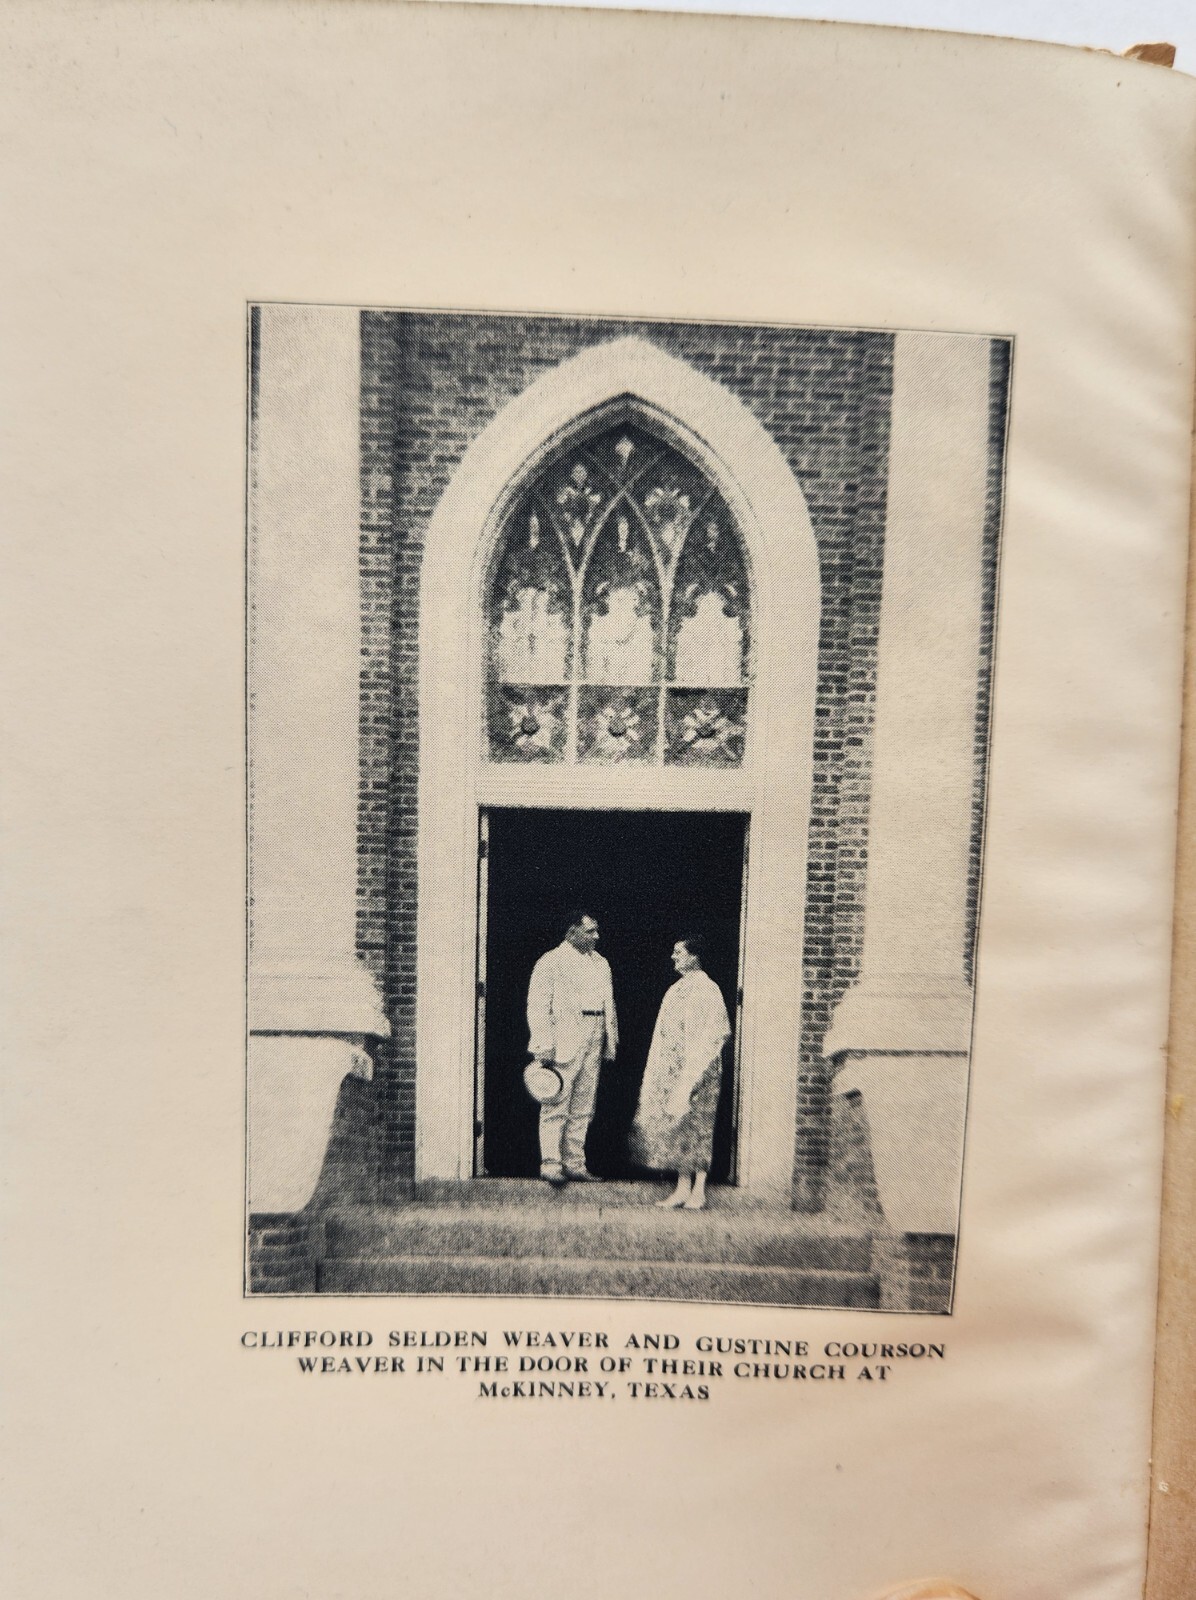 CLIFFORD SELDEN WEAVER AND GUSTINE COURSON
WEAVER IN THE DOOR OF THEIR CHURCH AT
McKINNEY, TEXAS